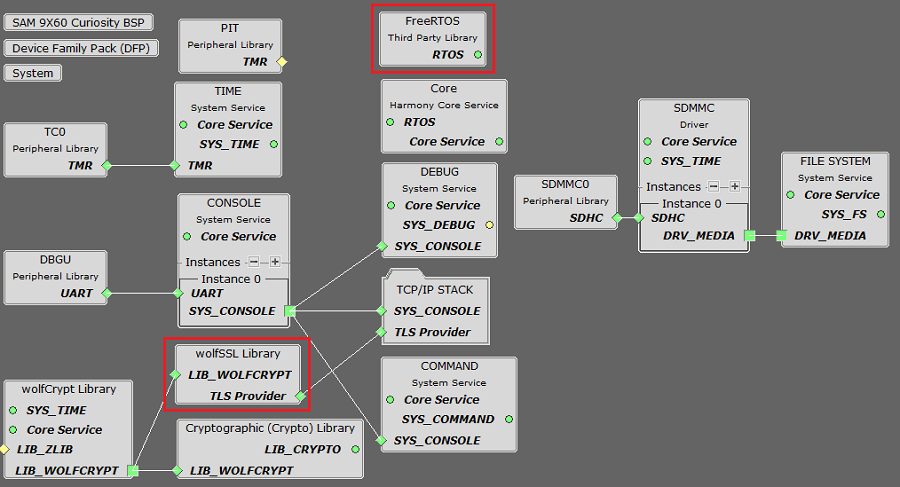 SAM 9X60 Curiosity BSP
Device Family Pack (DFP)
System
PIT
Peripheral Library
TMR
FreeRTOS
Third Party Library
RTOS
TIME
System Service
Core Service
SYS_TIME
TMR
TC0
Peripheral Library
TMR
Core
Harmony Core Service
RTOS
Core Service
SDMMC
Driver
Core Service
SYS_TIME
Instances
Instance 0
SDHC
DRV_MEDIA
FILE SYSTEM
System Service
Core Service
SYS_FS
DRV_MEDIA
SDMMC0
Peripheral Library
SDHC
DEBUG
System Service
Core Service
SYS_DEBUG
SYS_CONSOLE
CONSOLE
System Service
Core Service
Instances
Instance 0
UART
SYS_CONSOLE
DBGU
Peripheral Library
UART
TCP/IP STACK
SYS_CONSOLE
TLS Provider
wolfSSL Library
LIB_WOLFCRYPT
TLS Provider
COMMAND
System Service
Core Service
SYS_COMMAND
SYS_CONSOLE
wolfCrypt Library
SYS_TIME
Core Service
LIB_ZLIB
LIB_WOLFCRYPT
Cryptographic (Crypto) Library
LIB_CRYPTO
LIB_WOLFCRYPT